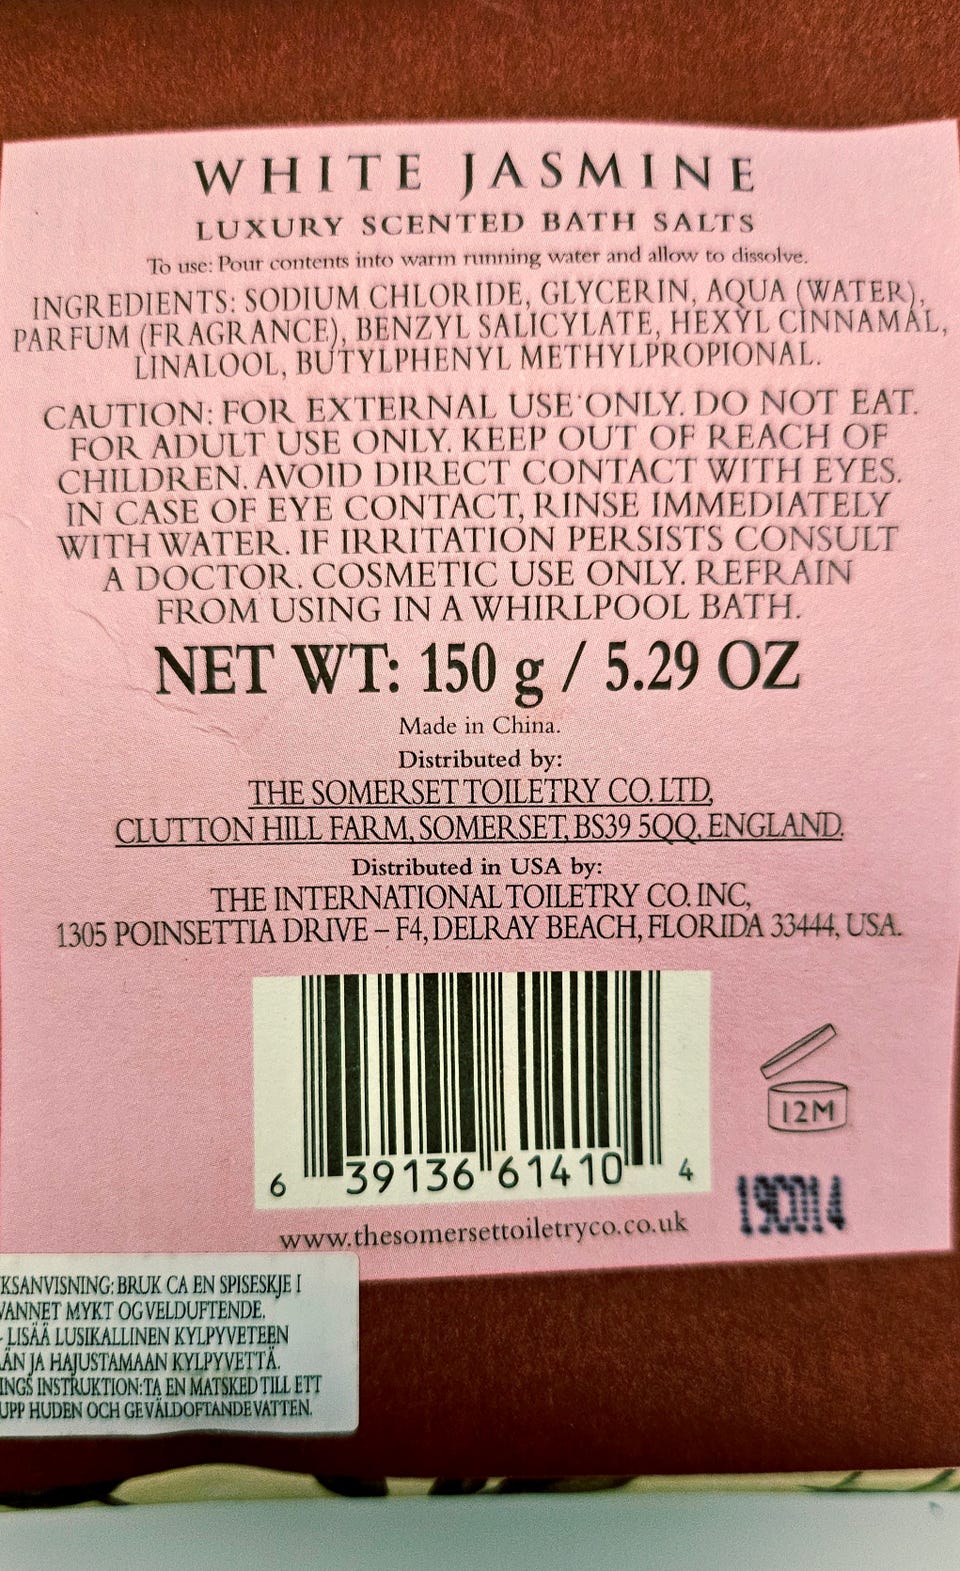 WHITE JASMINE
LUXURY SCENTED BATH SALTS
To use: Pour contents into warm running water and allow to dissolve.
INGREDIENTS: SODIUM CHLORIDE, GLYCERIN, AQUA (WATER),
PARFUM (FRAGRANCE), BENZYL SALICYLATE, HEXYL CINNAMAL,
LINALOOL, BUTYLPHENYL METHYLPROPIONAL.
CAUTION: FOR EXTERNAL USE ONLY. DO NOT EAT.
FOR ADULT USE ONLY. KEEP OUT OF REACH OF
CHILDREN. AVOID DIRECT CONTACT WITH EYES.
IN CASE OF EYE CONTACT, RINSE IMMEDIATELY
WITH WATER. IF IRRITATION PERSISTS CONSULT
A DOCTOR. COSMETIC USE ONLY. REFRAIN
FROM USING IN A WHIRLPOOL BATH.
NET WT: 150 g / 5.29 OZ
Made in China.
Distributed by:
THE SOMERSET TOILETRY CO. LTD,
CLUTTON HILL FARM, SOMERSET, BS39 5QQ, ENGLAND.
Distributed in USA by:
THE INTERNATIONAL TOILETRY CO. INC,
1305 POINSETTIA DRIVE – F4, DELRAY BEACH, FLORIDA 33444, USA.
12M
6 39136 61410 4
19C014
www.thesomersettoiletryco.co.uk
KSANVISNING: BRUK CA EN SPISESKJE I
VANNET MYKT OG VELDUFTENDE.
- LISÄÄ LUSIKALLINEN KYLPYVETEEN
ÄN JA HAJUSTAMAAN KYLPYVETTÄ.
INGS INSTRUKTION: TA EN MATSKED TILL ETT
UPP HUDEN OCH GE VÄLDOFTANDE VATTEN.